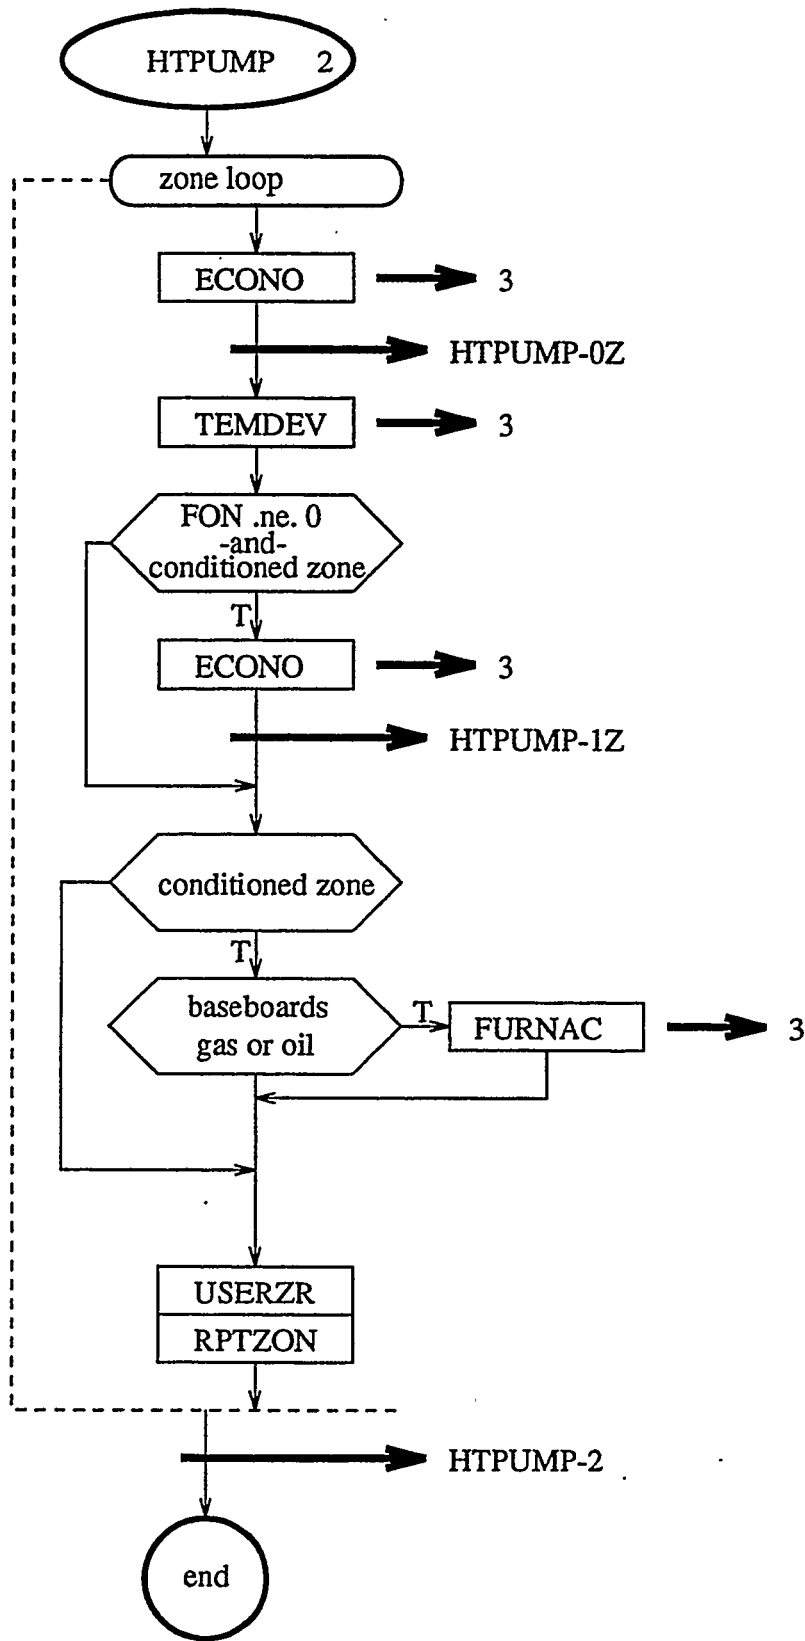 HTPUMP 2
zone loop
ECONO
3
HTPUMP-0Z
TEMDEV
3
FON .ne. 0
-and-
conditioned zone
T
ECONO
3
HTPUMP-1Z
conditioned zone
T
baseboards
gas or oil
T
FURNAC
3
USERZR
RPTZON
HTPUMP-2
end